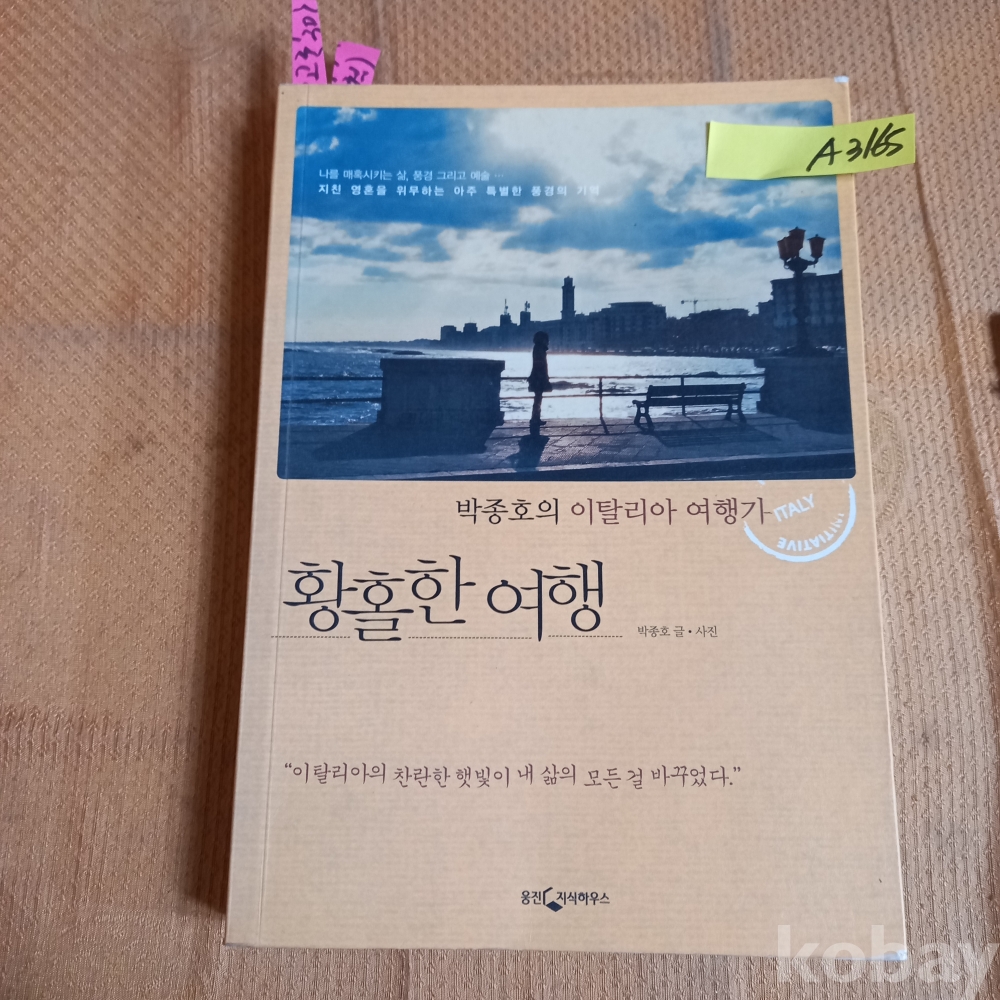 A3165
나를 매혹시키는 삶, 풍경 그리고 예술 …
지친 영혼을 위무하는 아주 특별한 풍경의 기억
박종호의 이탈리아 여행가
ITALY
INITIATIVE
황홀한 여행
박종호 글 • 사진
“이탈리아의 찬란한 햇빛이 내 삶의 모든 걸 바꾸었다.”
웅진 지식하우스
kobay